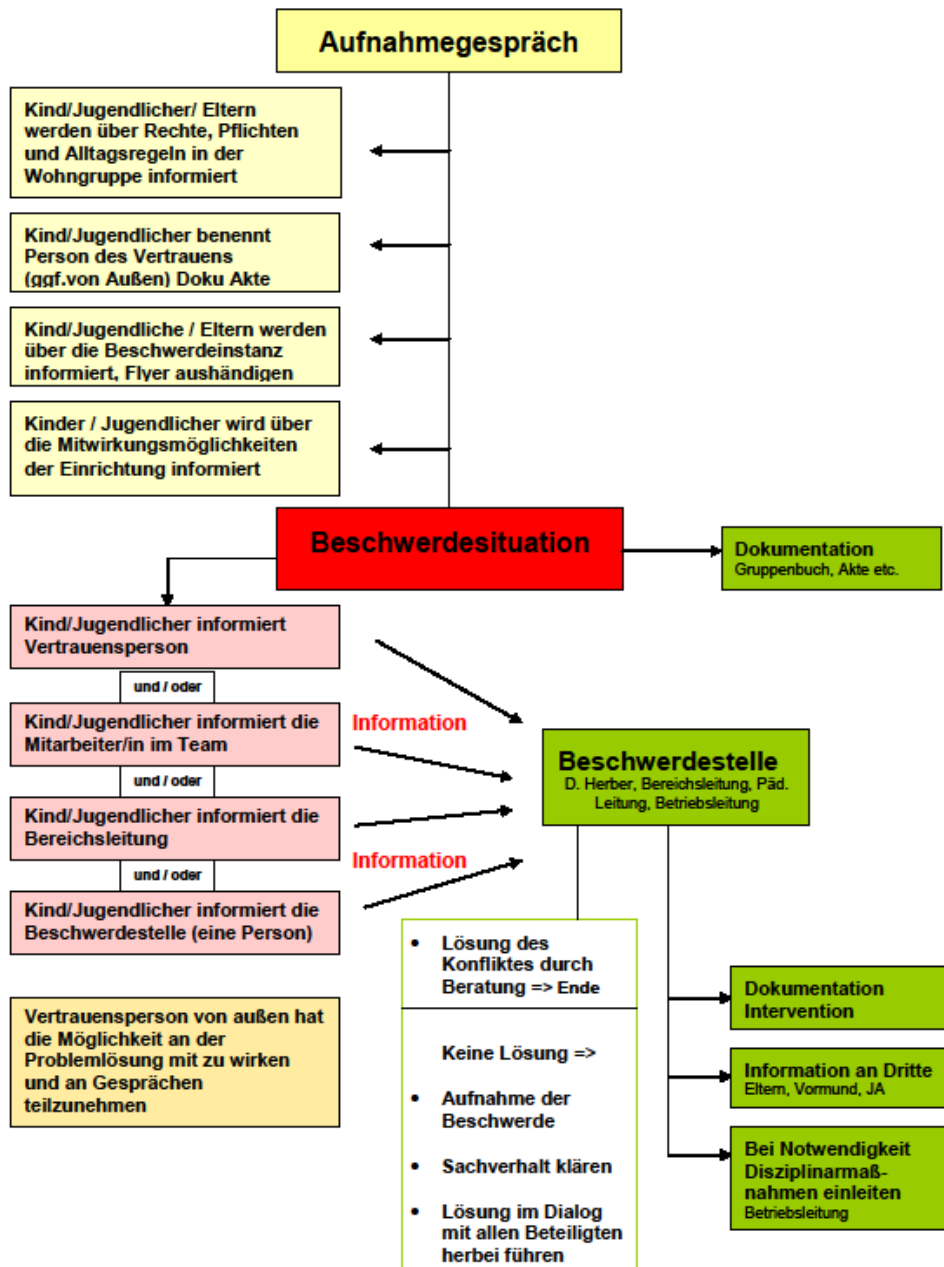 Aufnahmegespräch
Kind/Jugendlicher/ Eltern
werden über Rechte, Pflichten
und Alltagsregeln in der
Wohngruppe informiert
Kind/Jugendlicher benennt
Person des Vertrauens
(ggf.von Außen) Doku Akte
Kind/Jugendliche / Eltern werden
über die Beschwerdeinstanz
informiert, Flyer aushändigen
Kinder / Jugendlicher wird über
die Mitwirkungsmöglichkeiten
der Einrichtung informiert
Beschwerdesituation
Dokumentation
Gruppenbuch, Akte etc.
Kind/Jugendlicher informiert
Vertrauensperson
und / oder
Kind/Jugendlicher informiert die
Mitarbeiter/in im Team
und / oder
Kind/Jugendlicher informiert die
Bereichsleitung
und / oder
Kind/Jugendlicher informiert die
Beschwerdestelle (eine Person)
Information
Information
Beschwerdestelle
D. Herber, Bereichsleitung, Päd.
Leitung, Betriebsleitung
Vertrauensperson von außen hat
die Möglichkeit an der
Problemlösung mit zu wirken
und an Gesprächen
teilzunehmen
• Lösung des
Konfliktes durch
Beratung => Ende
Keine Lösung =>
• Aufnahme der
Beschwerde
• Sachverhalt klären
• Lösung im Dialog
mit allen Beteiligten
herbei führen
Dokumentation
Intervention
Information an Dritte
Eltern, Vormund, JA
Bei Notwendigkeit
Disziplinarmaß-
nahmen einleiten
Betriebsleitung